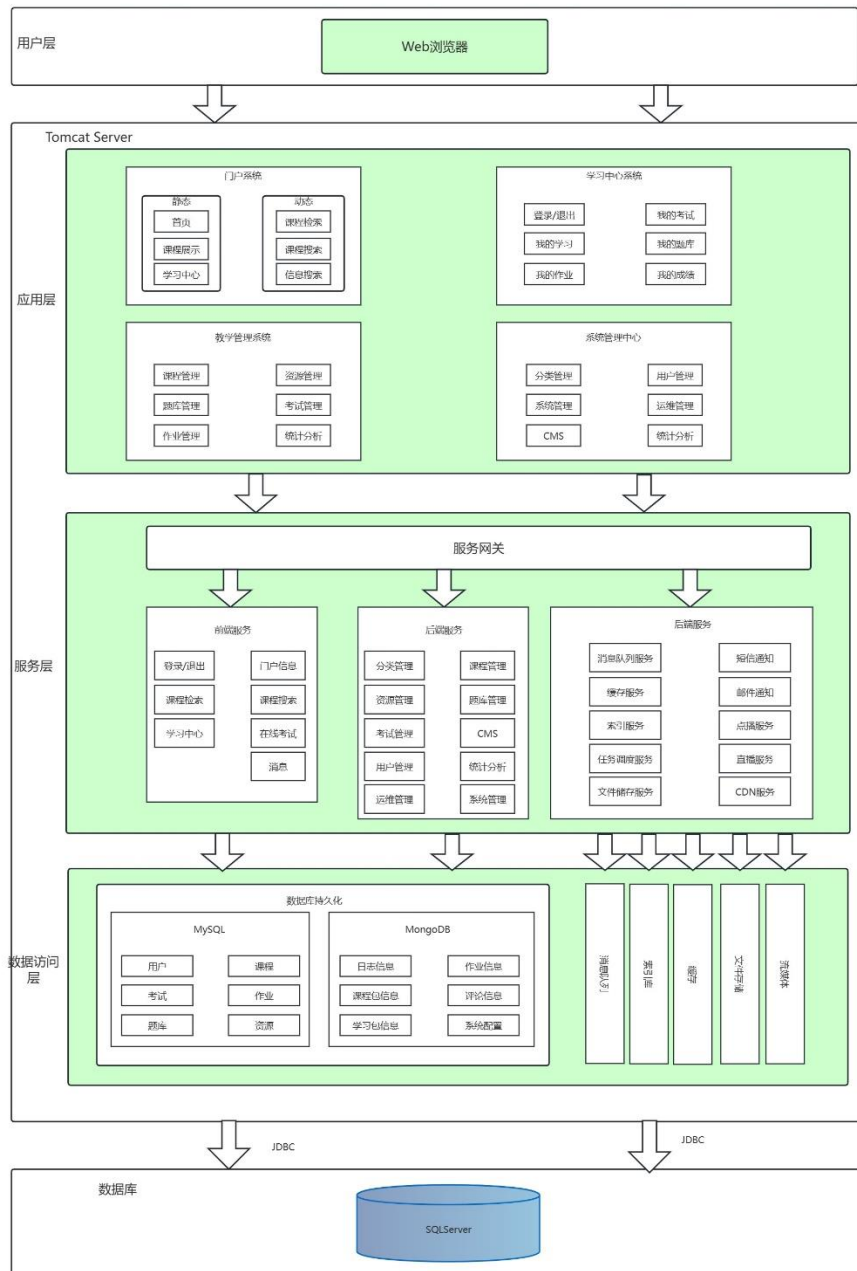 用户层
Web浏览器
Tomcat Server
应用层
门户系统
静态
首页
课程展示
学习中心
动态
课程检索
课程搜索
信息搜索
学习中心系统
登录/退出
我的考试
我的学习
我的题库
我的作业
我的成绩
教学管理系统
课程管理
资源管理
题库管理
考试管理
作业管理
统计分析
系统管理中心
分类管理
用户管理
系统管理
运维管理
CMS
统计分析
服务层
服务网关
前端服务
登录/退出
门户信息
课程检索
课程搜索
学习中心
在线考试
消息
后端服务
分类管理
课程管理
资源管理
题库管理
考试管理
CMS
用户管理
统计分析
运维管理
系统管理
后端服务
消息队列服务
短信通知
缓存服务
邮件通知
索引服务
点播服务
任务调度服务
直播服务
文件储存服务
CDN服务
数据访问
层
数据库持久化
MySQL
用户
课程
考试
作业
题库
资源
MongoDB
日志信息
作业信息
课程包信息
评论信息
学习包信息
系统配置
消息队列
索引库
缓存
文件存储
流媒体
JDBC
JDBC
数据库
SQLServer